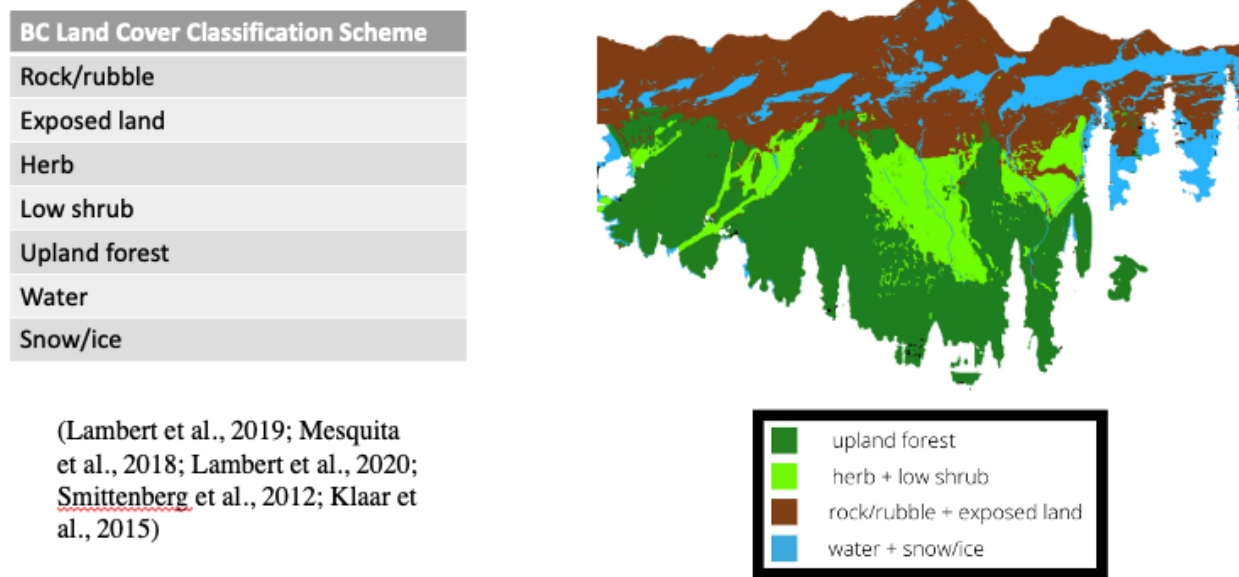 BC Land Cover Classification Scheme
Rock/rubble
Exposed land
Herb
Low shrub
Upland forest
Water
Snow/ice
(Lambert et al., 2019; Mesquita
et al., 2018; Lambert et al., 2020;
Smittenberg et al., 2012; Klaar et
al., 2015)
upland forest
herb + low shrub
rock/rubble + exposed land
water + snow/ice